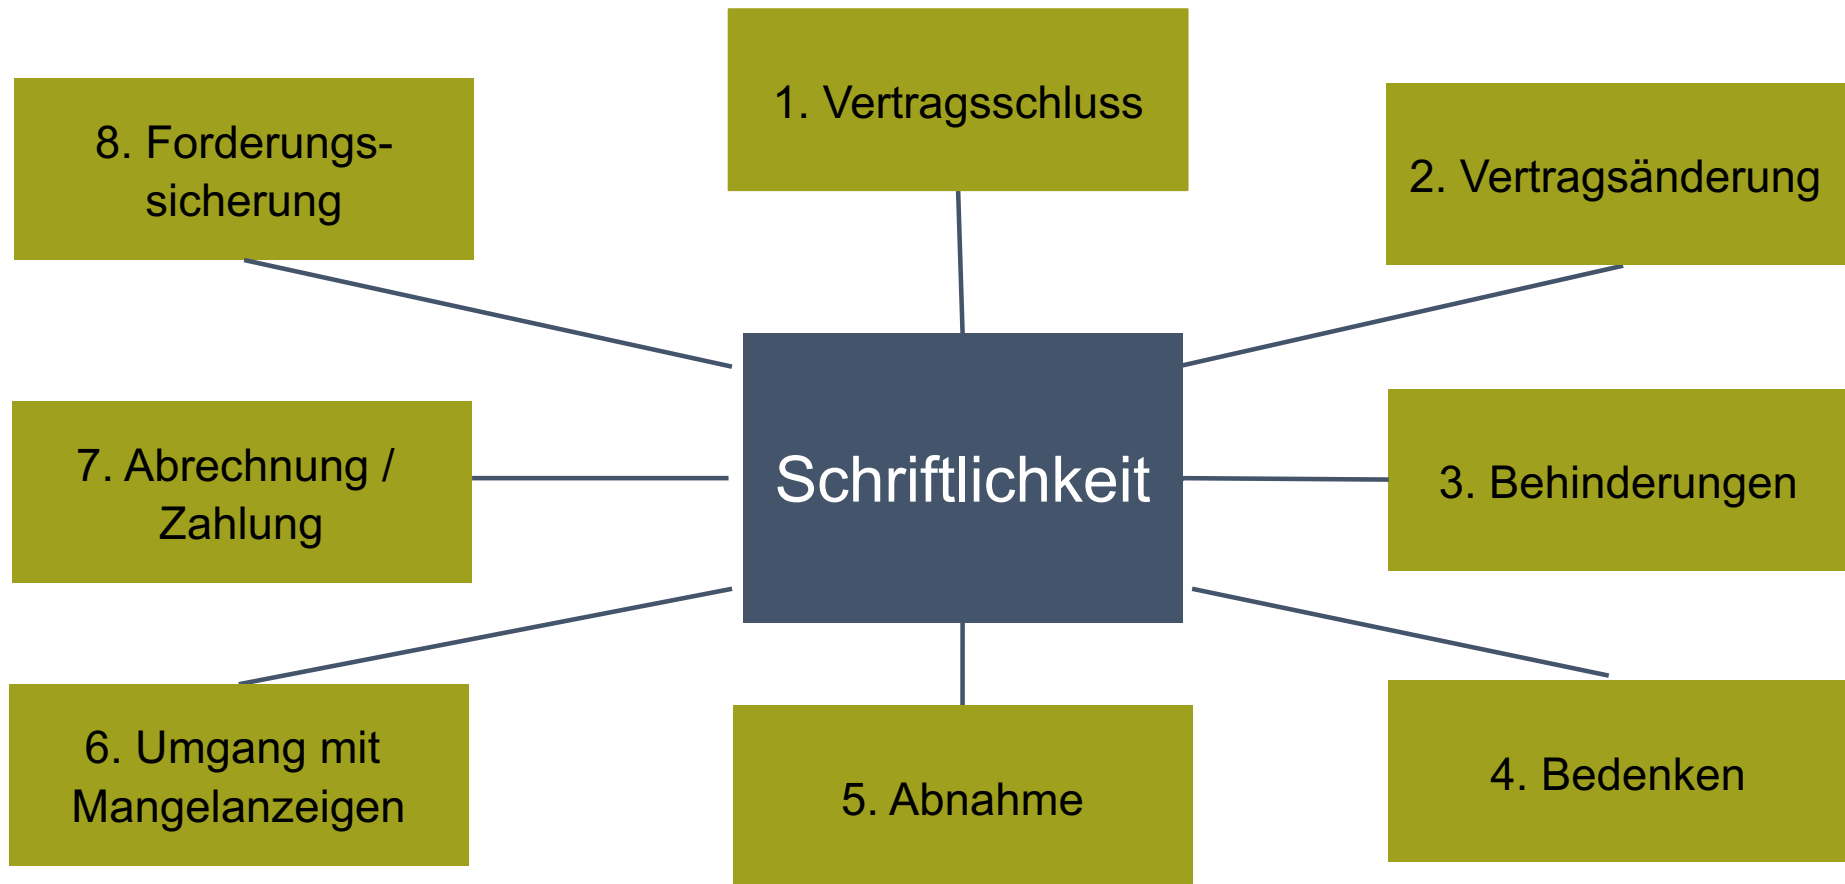 1. Vertragsschluss
2. Vertragsänderung
3. Behinderungen
4. Bedenken
5. Abnahme
6. Umgang mit
Mangelanzeigen
7. Abrechnung /
Zahlung
8. Forderungs-
sicherung
Schriftlichkeit